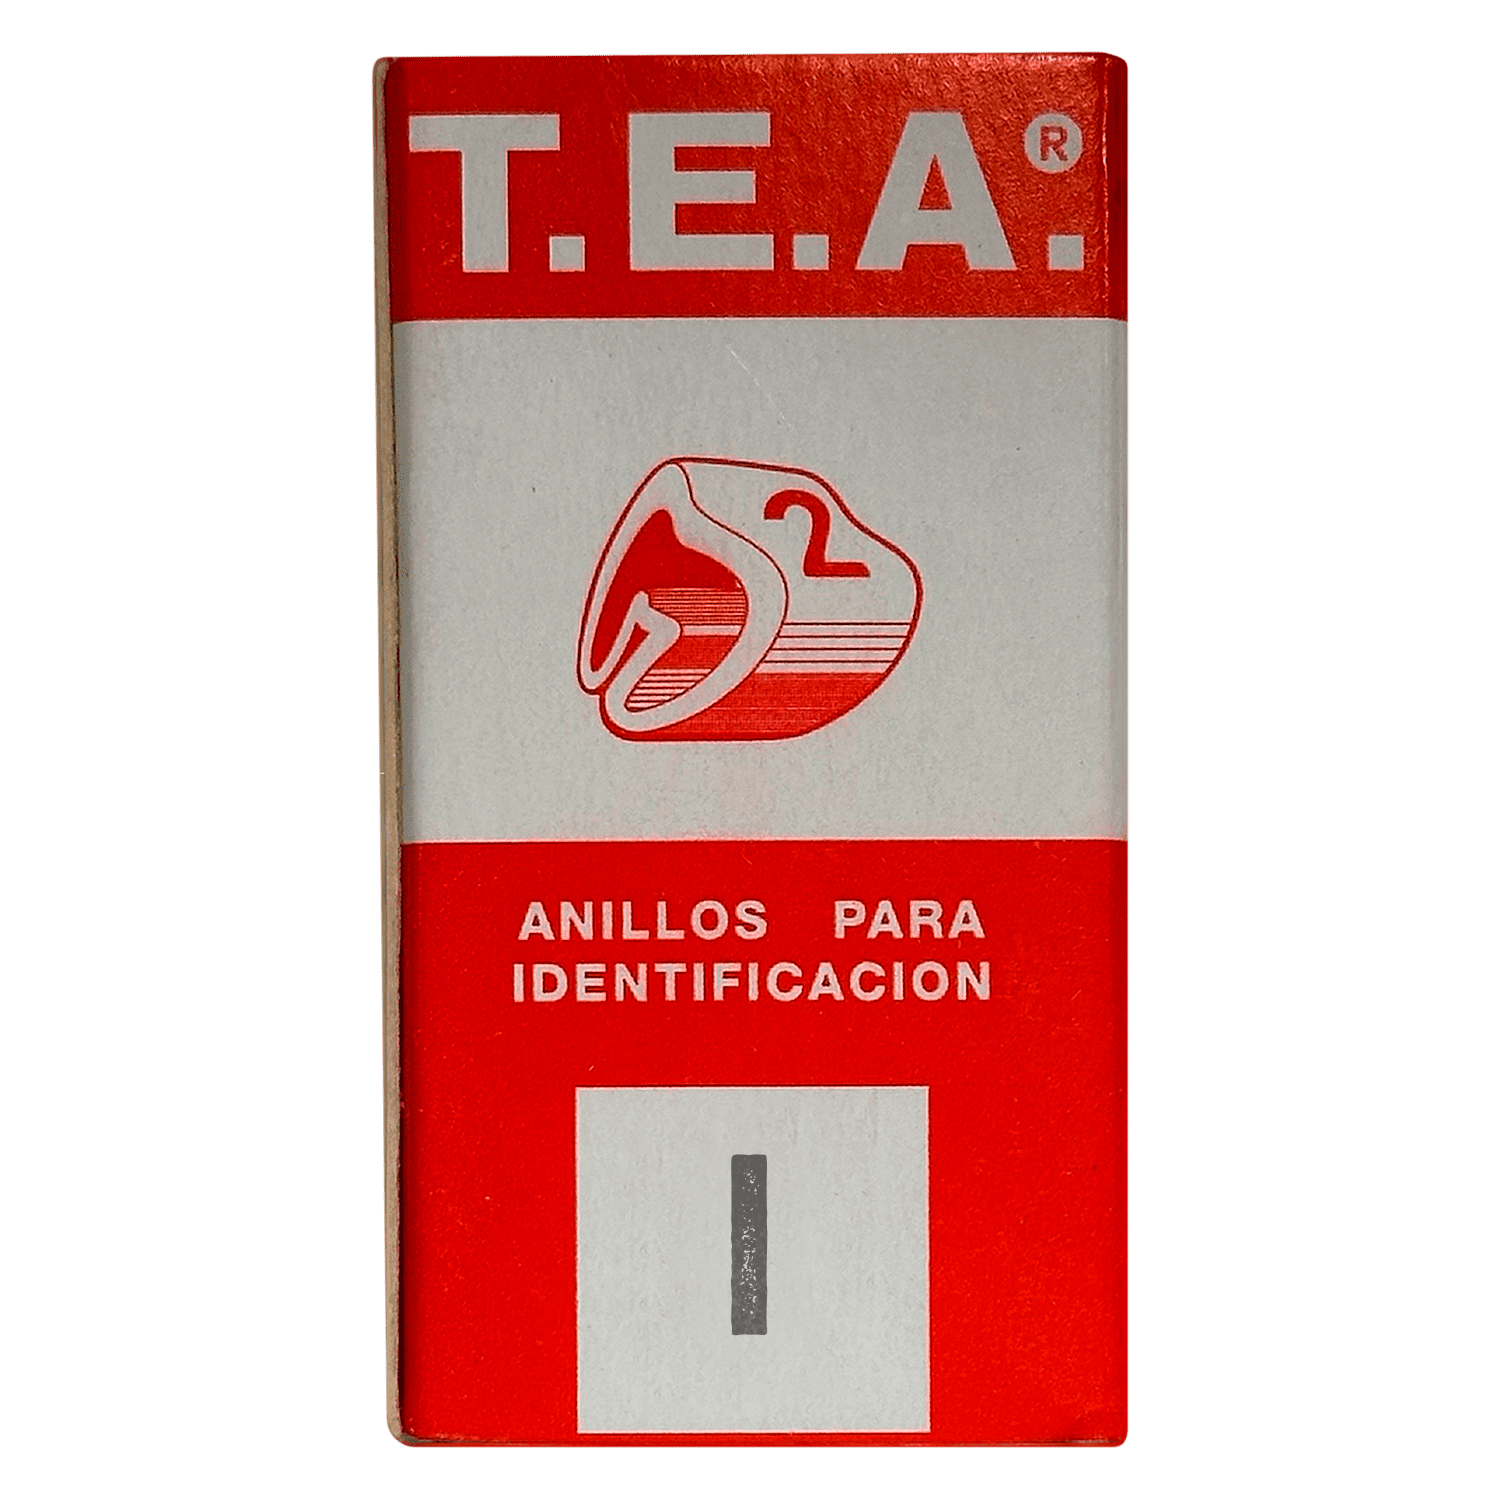 T.E.A.®
2
ANILLOS PARA
IDENTIFICACION
I